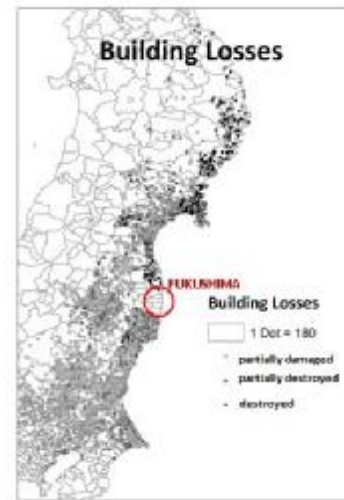 Building Losses
FUKUSHIMA
Building Losses
1 Dot = 180
partially damaged
partially destroyed
destroyed